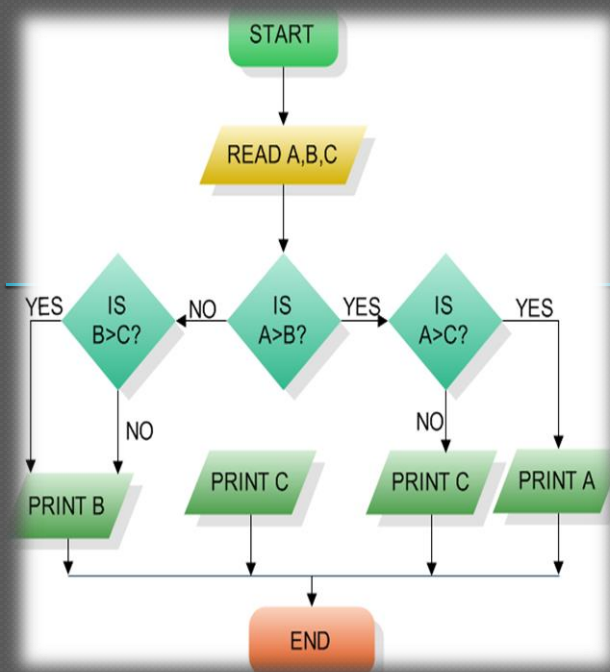 START
READ A,B,C
IS
B>C?
IS
A>B?
IS
A>C?
YES
NO
YES
YES
NO
NO
PRINT B
PRINT C
PRINT C
PRINT A
END